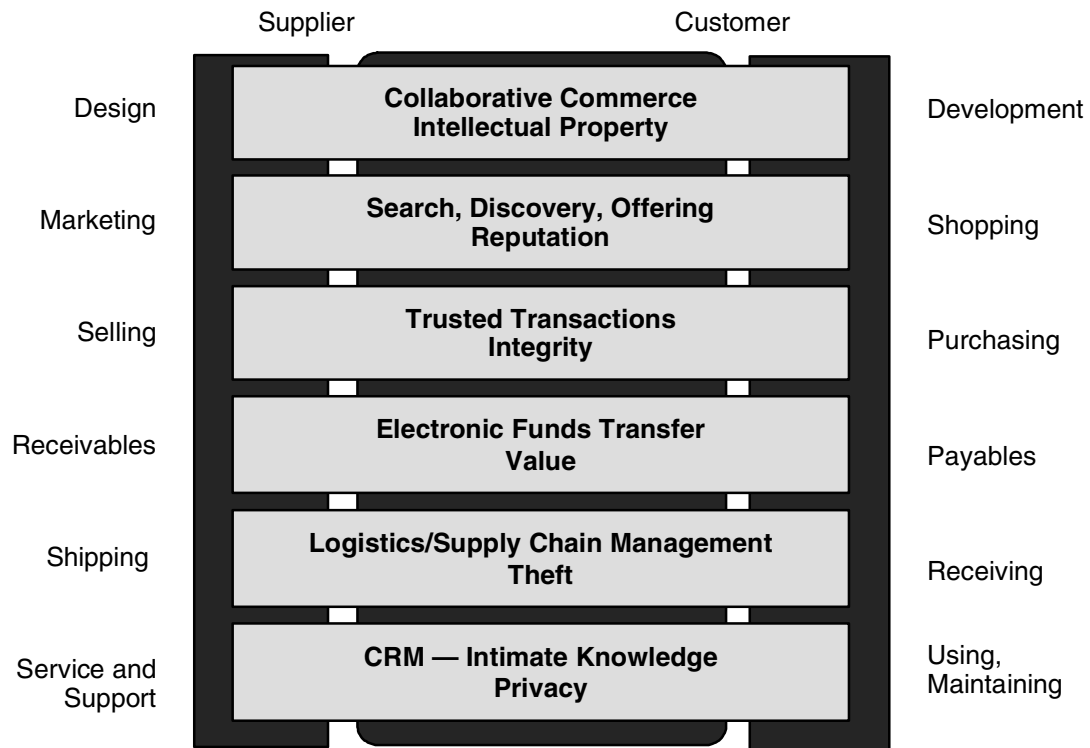 Supplier
Customer
Design
Collaborative Commerce
Intellectual Property
Development
Marketing
Search, Discovery, Offering
Reputation
Shopping
Selling
Trusted Transactions
Integrity
Purchasing
Receivables
Electronic Funds Transfer
Value
Payables
Shipping
Logistics/Supply Chain Management
Theft
Receiving
Service and
Support
CRM — Intimate Knowledge
Privacy
Using,
Maintaining